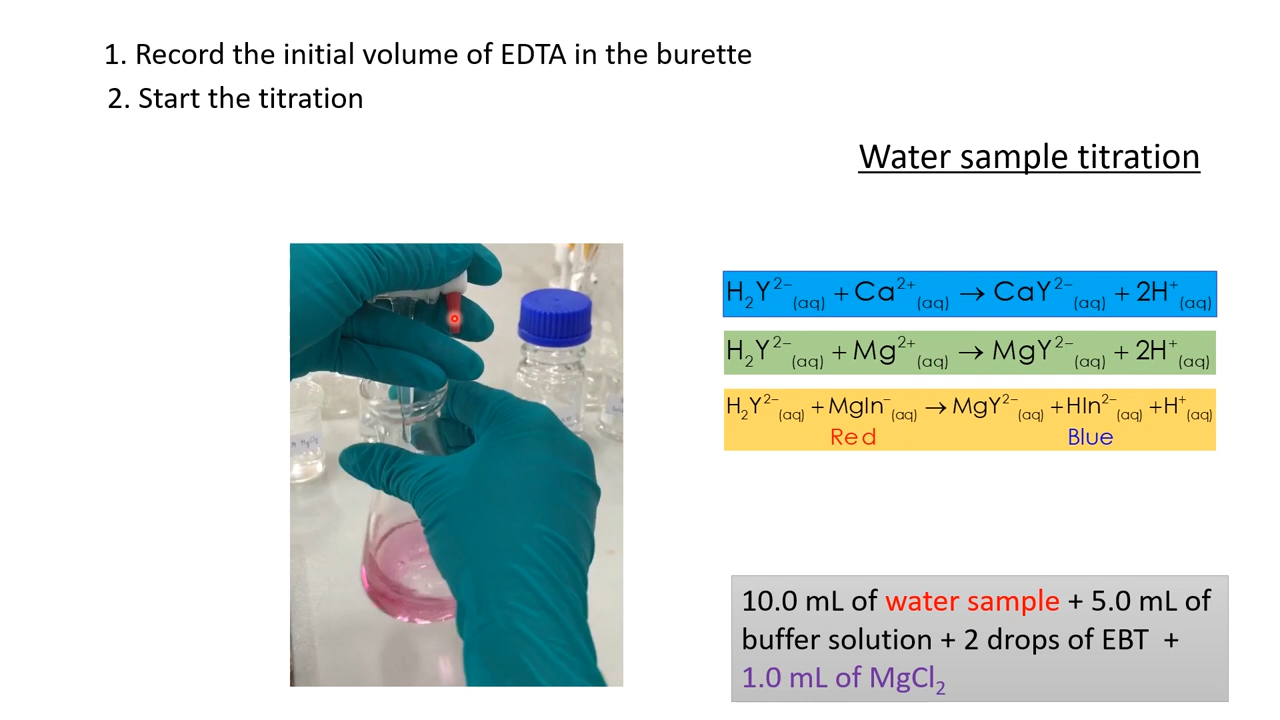 1. Record the initial volume of EDTA in the burette
2. Start the titration
Water sample titration
H₂Y²⁻(aq) + Ca²⁺(aq) → CaY²⁻(aq) + 2H⁺(aq)
H₂Y²⁻(aq) + Mg²⁺(aq) → MgY²⁻(aq) + 2H⁺(aq)
H₂Y²⁻(aq) + MgIn⁻(aq) → MgY²⁻(aq) + HIn²⁻(aq) + H⁺(aq)
Red Blue
MgCl₂
10.0 mL of water sample + 5.0 mL of
buffer solution + 2 drops of EBT +
1.0 mL of MgCl₂